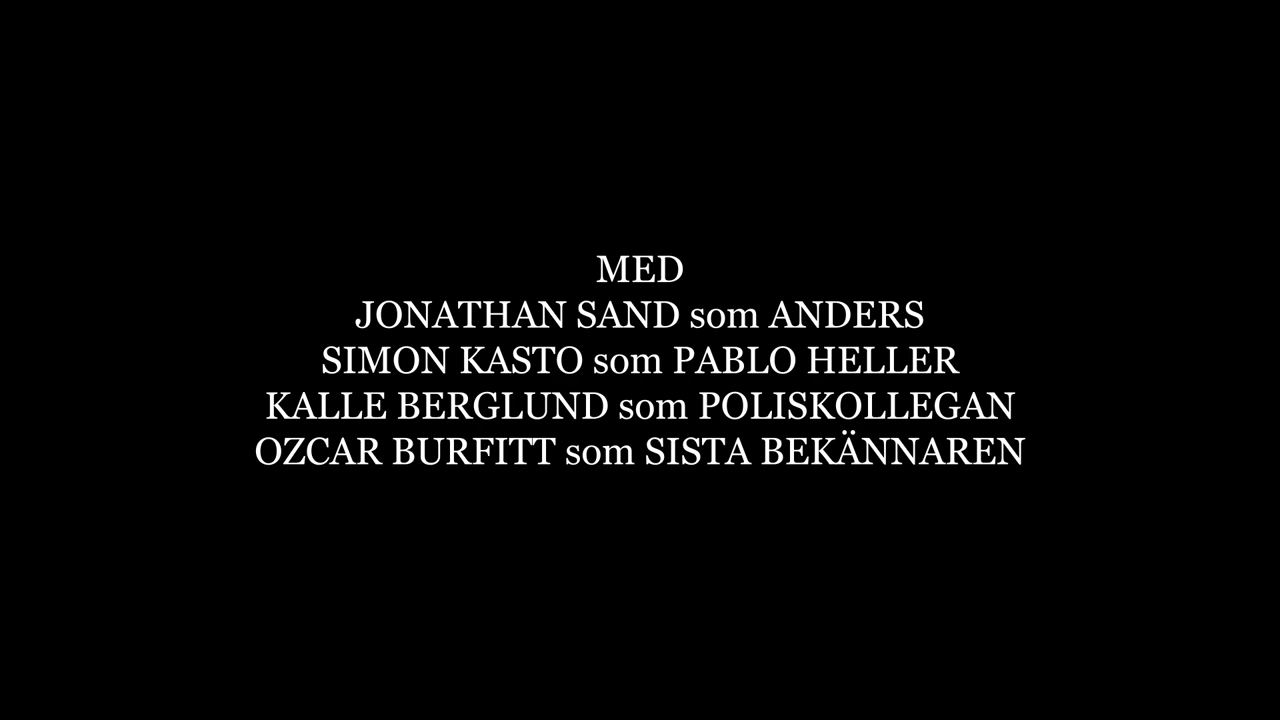 MED
JONATHAN SAND som ANDERS
SIMON KASTO som PABLO HELLER
KALLE BERGLUND som POLISKOLLEGAN
OZCAR BURFITT som SISTA BEKÄNNAREN